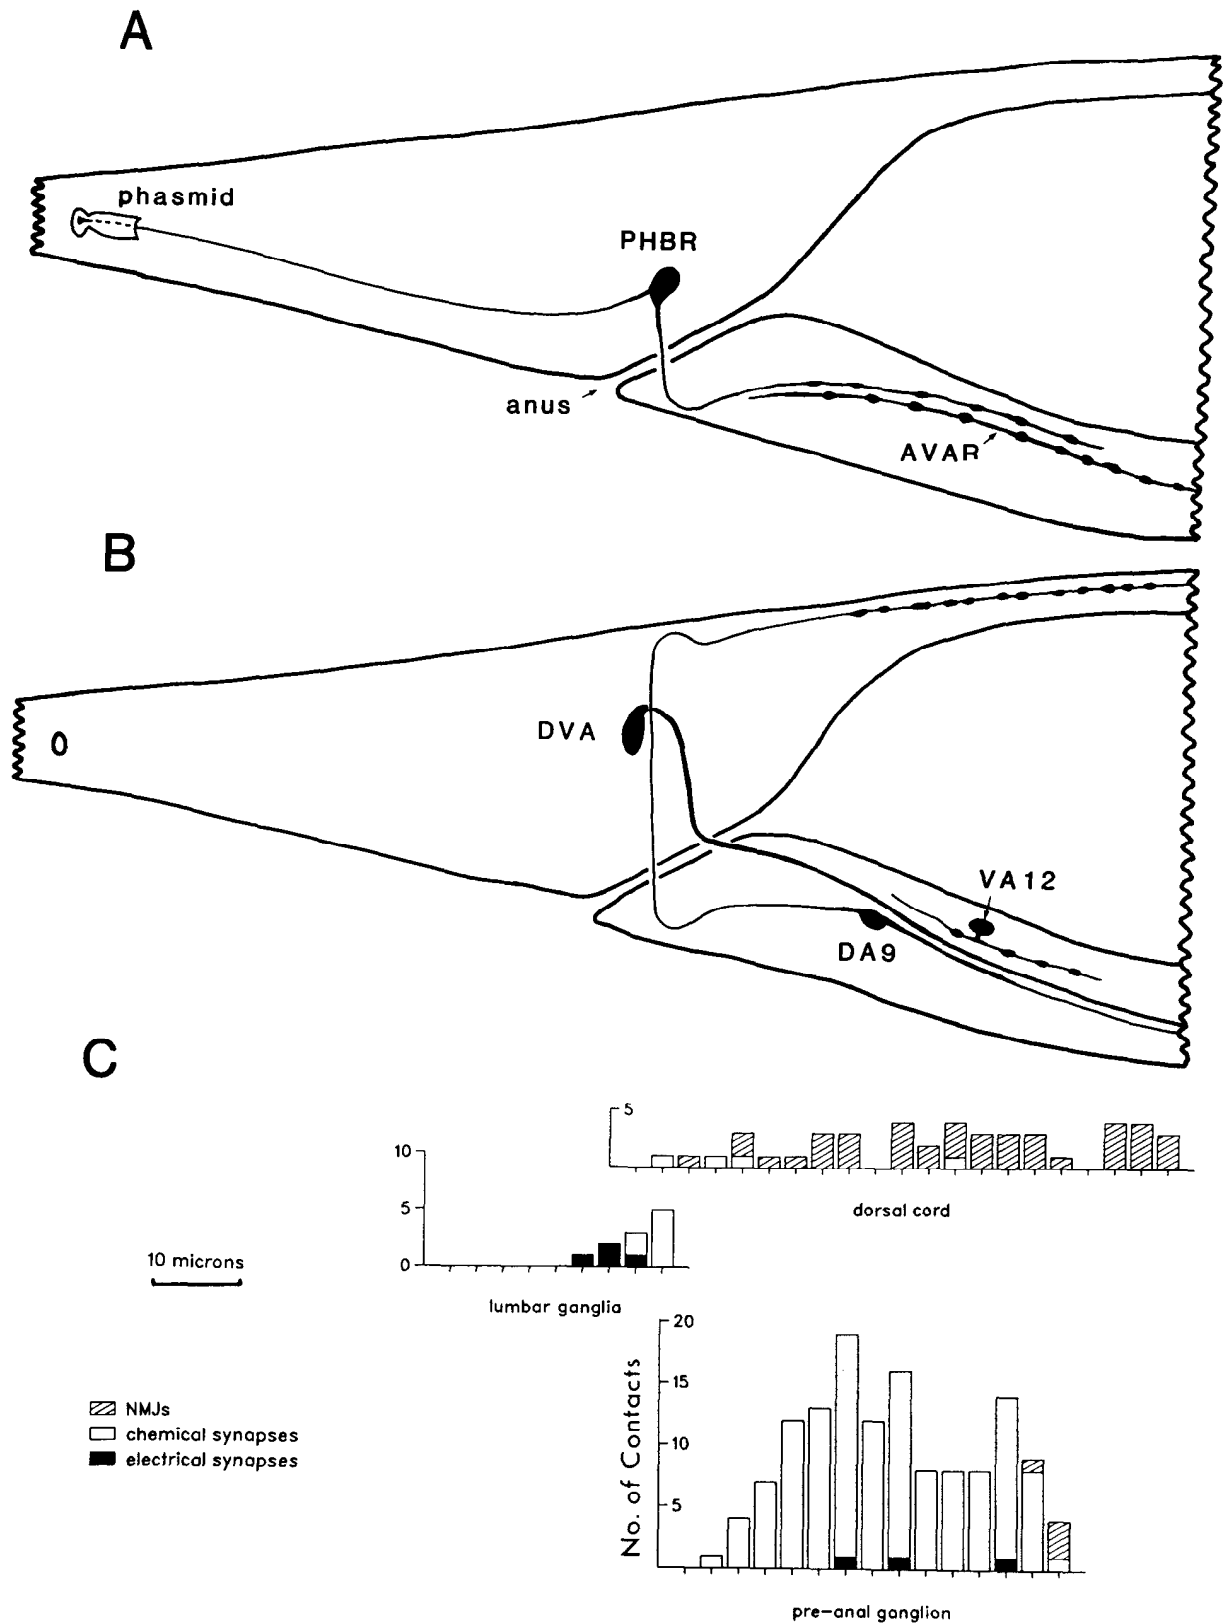 A
phasmid
PHBR
anus
AVAR
B
DVA
VA12
DA9
C
5
dorsal cord
10
5
0
lumbar ganglia
10 microns
NMJs
chemical synapses
electrical synapses
No. of Contacts
20
15
10
5
pre-anal ganglion